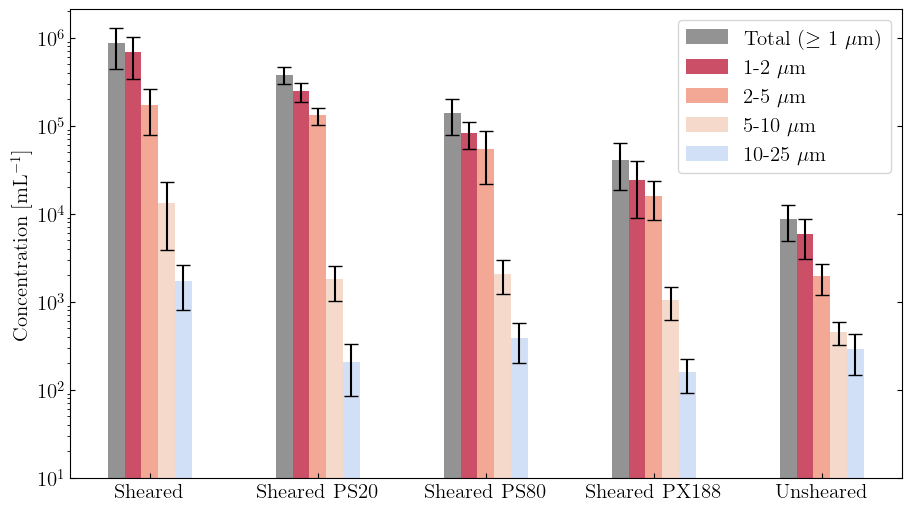 Concentration [mL⁻¹]
10⁶
10⁵
10⁴
10³
10²
10¹
Total (≥ 1 μm)
1-2 μm
2-5 μm
5-10 μm
10-25 μm
Sheared
Sheared PS20
Sheared PS80
Sheared PX188
Unsheared